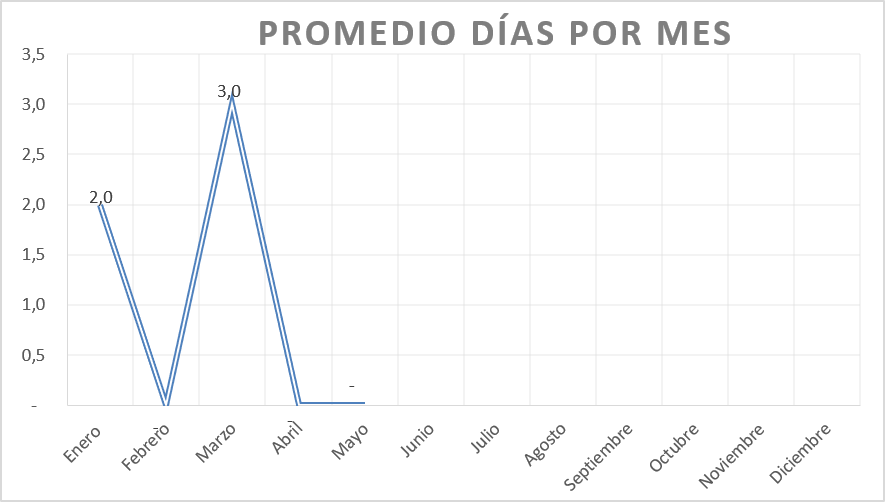 PROMEDIO DÍAS POR MES
3,5
3,0
2,5
2,0
1,5
1,0
0,5
-
2,0
3,0
-
Enero
Febrero
Marzo
Abril
Mayo
Junio
Julio
Agosto
Septiembre
Octubre
Noviembre
Diciembre